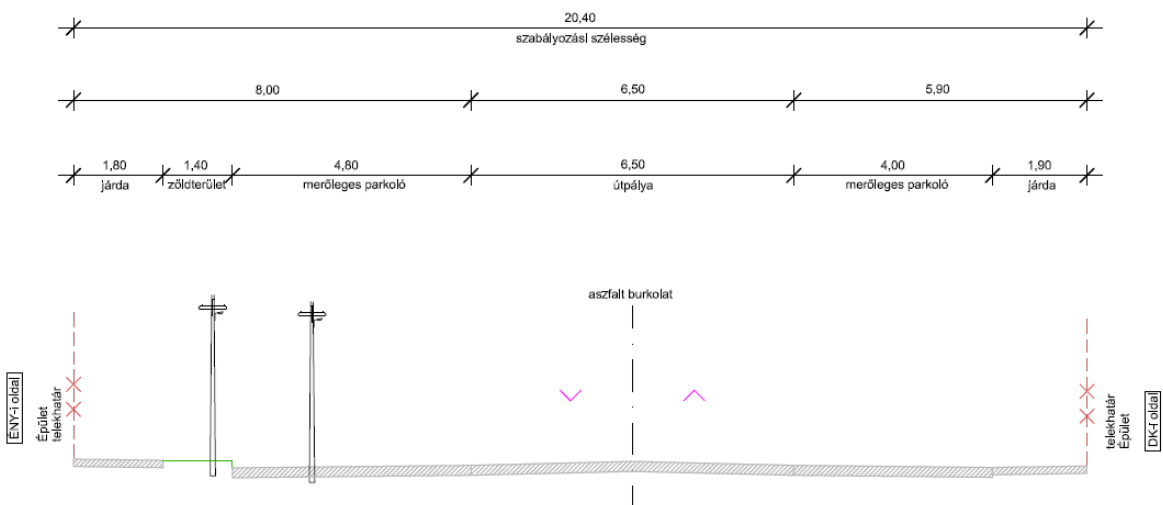 20,40
szabályozási szélesség
8,00
6,50
5,90
1,80
1,40
4,80
6,50
4,00
1,90
járda
zöldterület
merőleges parkoló
útpálya
merőleges parkoló
járda
aszfalt burkolat
ÉNY-i oldal
Épület
telekhatár
telekhatár
Épület
DK-i oldal